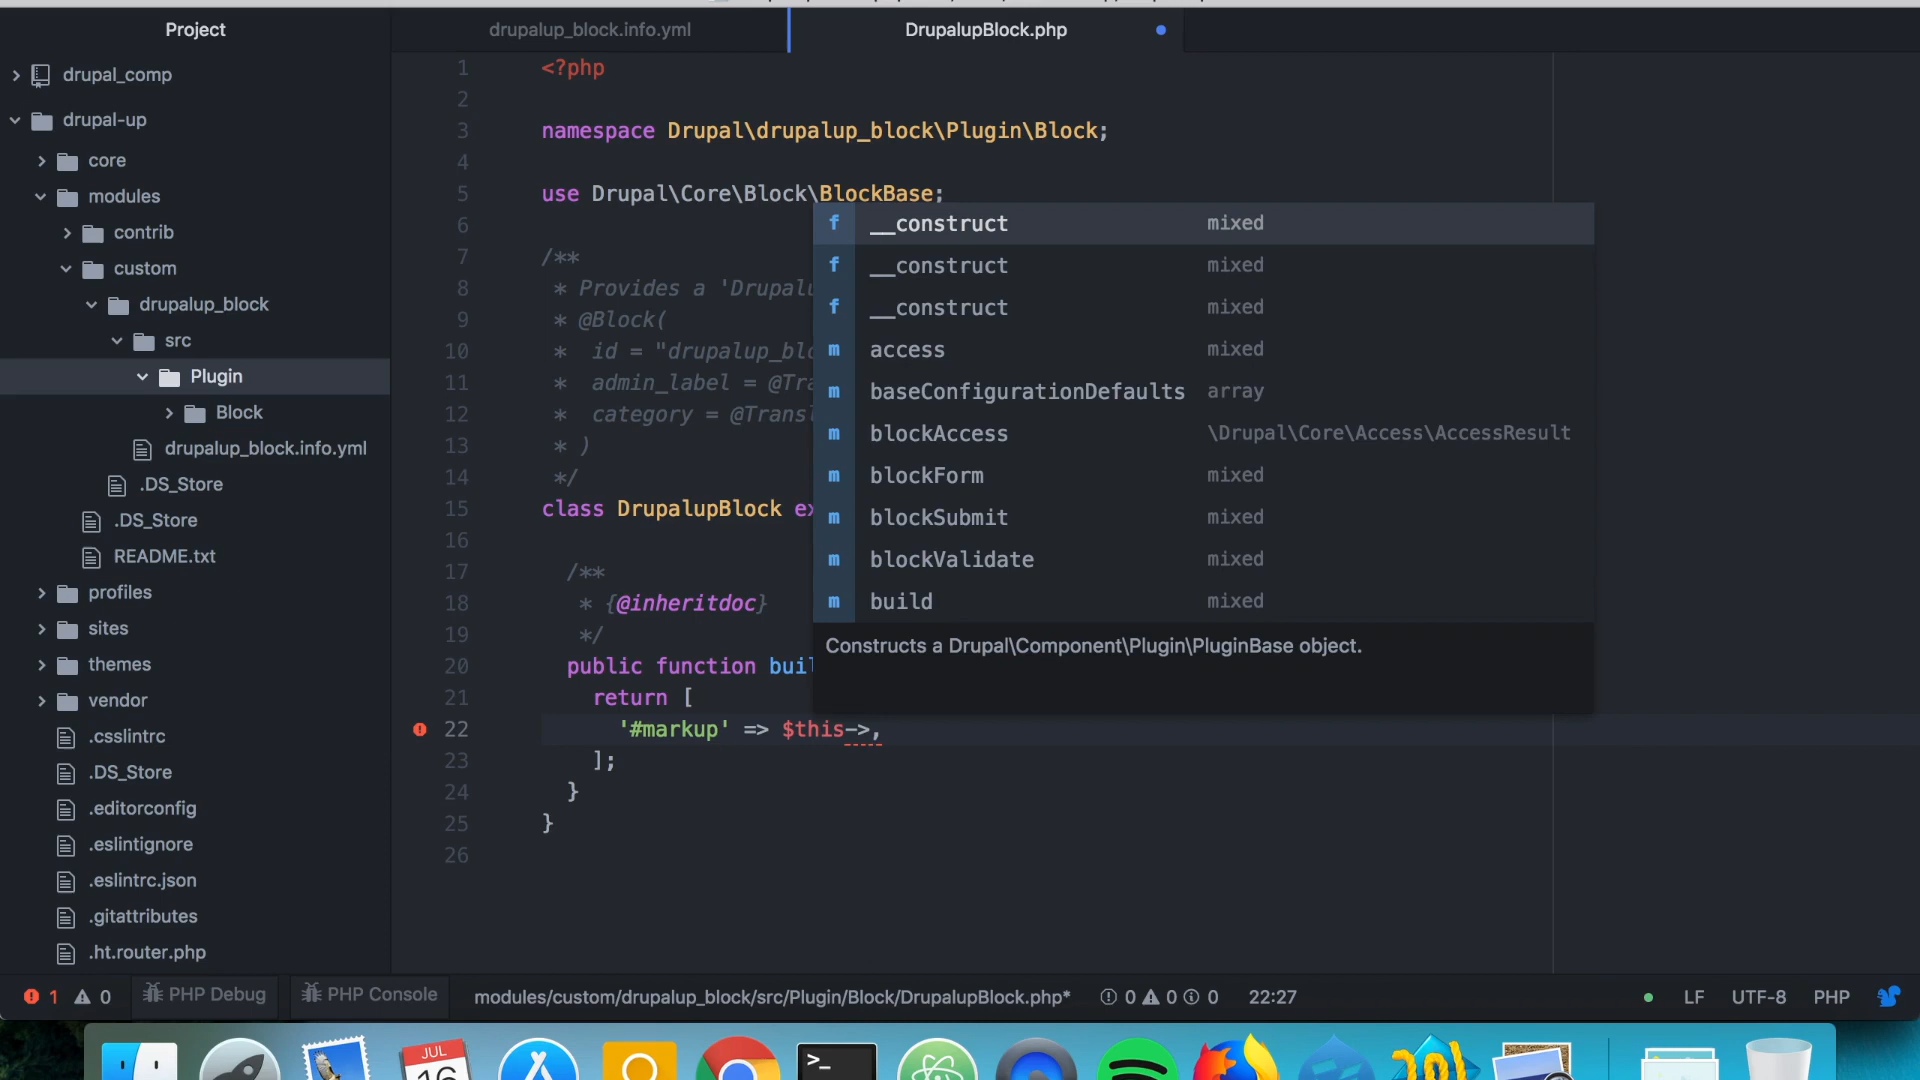 Project
drupalup_block.info.yml
DrupalupBlock.php
drupal_comp
drupal-up
core
modules
contrib
custom
drupalup_block
src
Plugin
Block
drupalup_block.info.yml
.DS_Store
.DS_Store
README.txt
profiles
sites
themes
vendor
.csslintrc
.DS_Store
.editorconfig
.eslintignore
.eslintrc.json
.gitattributes
.ht.router.php
1 <?php
2
3 namespace Drupal\drupalup_block\Plugin\Block;
4
5 use Drupal\Core\Block\BlockBase;
6
7 /**
8 * Provides a 'Drupalu
9 * @Block(
10 * id = "drupalup_blo
11 * admin_label = @Tra
12 * category = @Transl
13 * )
14 */
15 class DrupalupBlock ex
16
17 /**
18 * {@inheritdoc}
19 */
20 public function buil
21 return [
22 '#markup' => $this->,
23 ];
24 }
25 }
26
f __construct mixed
f __construct mixed
f __construct mixed
m access mixed
m baseConfigurationDefaults array
m blockAccess \Drupal\Core\Access\AccessResult
m blockForm mixed
m blockSubmit mixed
m blockValidate mixed
m build mixed
Constructs a Drupal\Component\Plugin\PluginBase object.
1 0 PHP Debug PHP Console modules/custom/drupalup_block/src/Plugin/Block/DrupalupBlock.php* 0 0 0 22:27 LF UTF-8 PHP
JUL
16
>_